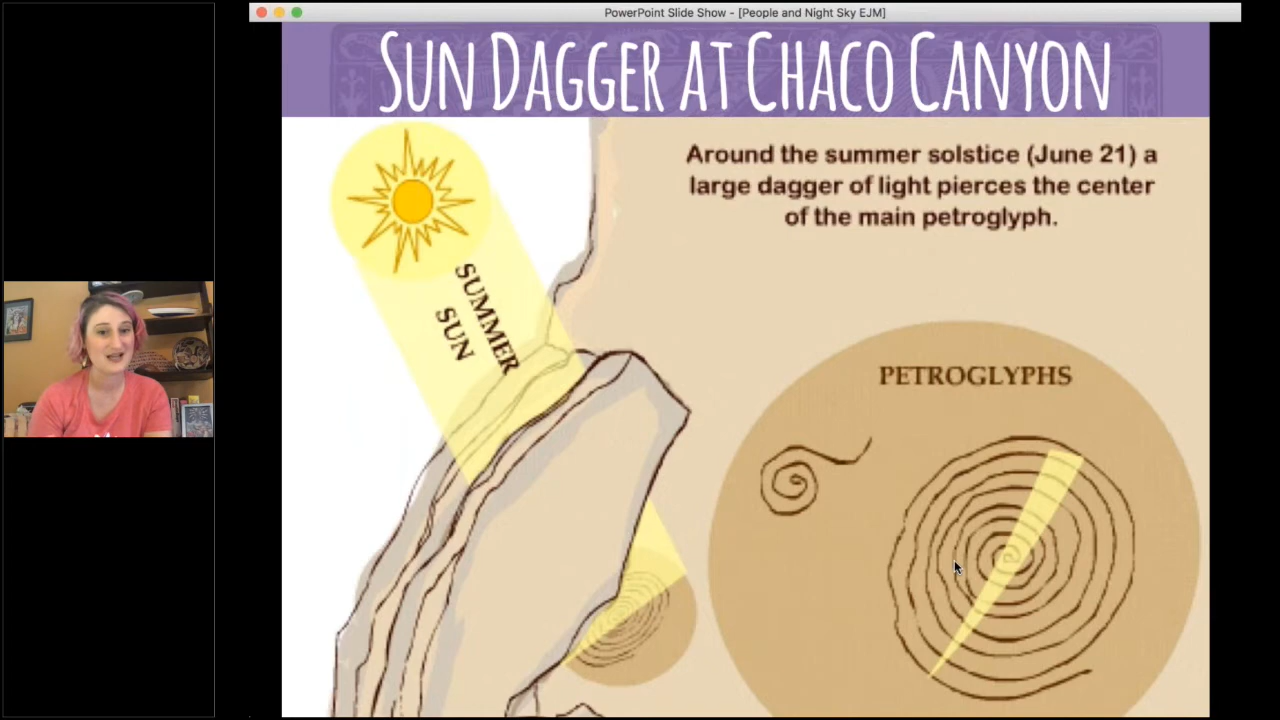 PowerPoint Slide Show - [People and Night Sky EJM]
SUN DAGGER AT CHACO CANYON
Around the summer solstice (June 21) a
large dagger of light pierces the center
of the main petroglyph.
SUMMER
SUN
PETROGLYPHS